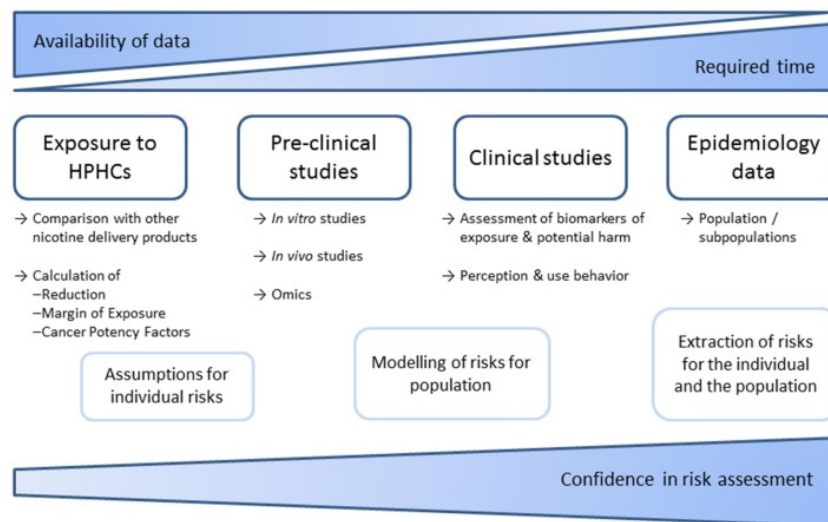 Availability of data
Required time
Exposure to
HPHCs
Pre-clinical
studies
Clinical studies
Epidemiology
data
→ Comparison with other
nicotine delivery products
→ Calculation of
–Reduction
–Margin of Exposure
–Cancer Potency Factors
→ In vitro studies
→ In vivo studies
→ Omics
→ Assessment of biomarkers of
exposure & potential harm
→ Perception & use behavior
→ Population /
subpopulations
Assumptions for
individual risks
Modelling of risks for
population
Extraction of risks
for the individual
and the population
Confidence in risk assessment